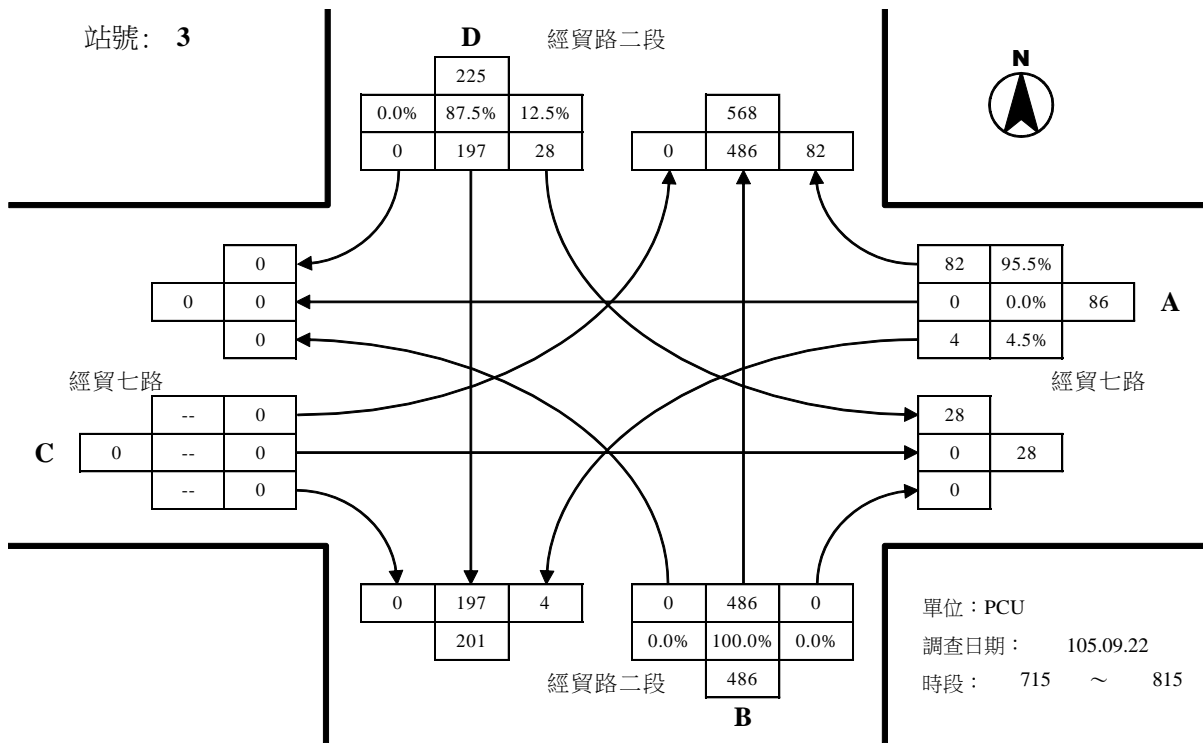 站號: 3
D 經貿路二段
N
225
0.0% 87.5% 12.5%
0 197 28
568
0 486 82
0
0 0
0
82 95.5%
0 0.0% 86
4 4.5%
A
經貿七路
經貿七路
-- 0
C 0 -- 0
-- 0
28
0 28
0
0 197 4
201
0 486 0
0.0% 100.0% 0.0%
486
經貿路二段
B
單位：PCU
調查日期： 105.09.22
時段： 715 ～ 815